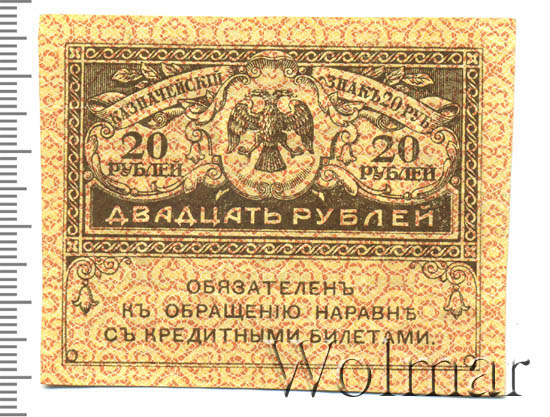 КАЗНАЧЕЙСКІЙ ЗНАКЪ 20 РУБ.
20 РУБЛЕЙ
20 РУБЛЕЙ
ДВАДЦАТЬ РУБЛЕЙ
ОБЯЗАТЕЛЕНЪ
КЪ ОБРАЩЕНІЮ НАРАВНѢ
СЪ КРЕДИТНЫМИ БИЛЕТАМИ.
Wolmar